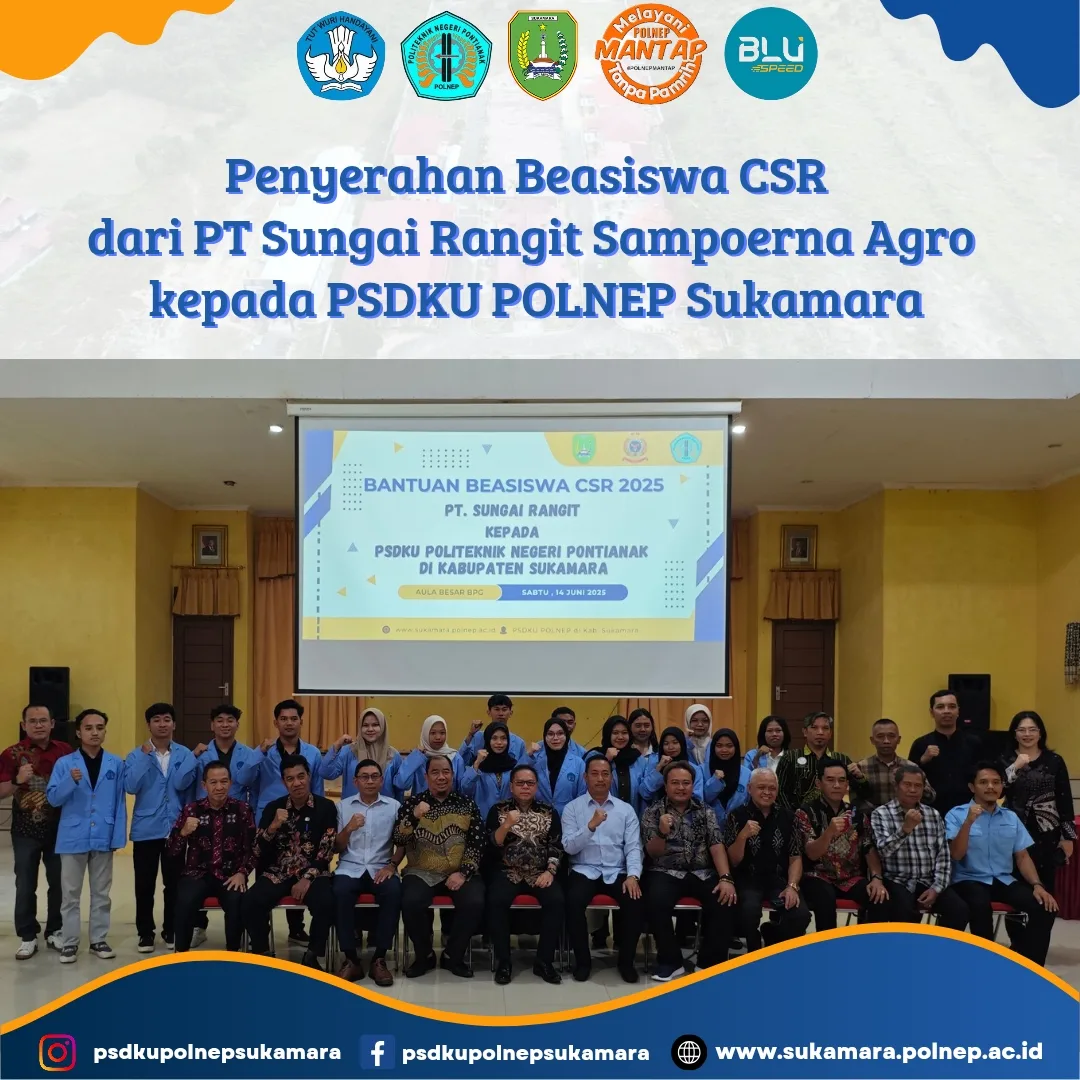 TUT WURI HANDAYANI
POLITEKNIK NEGERI PONTIANAK
POLNEP
SUKAMARA
Melayani
POLNEP
MANTAP
@POLNEPMANTAP
Tanpa Pamrih
BLU
SPEED
Penyerahan Beasiswa CSR
dari PT Sungai Rangit Sampoerna Agro
kepada PSDKU POLNEP Sukamara
BANTUAN BEASISWA CSR 2025
PT. SUNGAI RANGIT
KEPADA
PSDKU POLITEKNIK NEGERI PONTIANAK
DI KABUPATEN SUKAMARA
AULA BESAR BPG
SABTU , 14 JUNI 2025
www.sukamara.polnep.ac.id PSDKU POLNEP di Kab. Sukamara
psdkupolnepsukamara psdkupolnepsukamara www.sukamara.polnep.ac.id